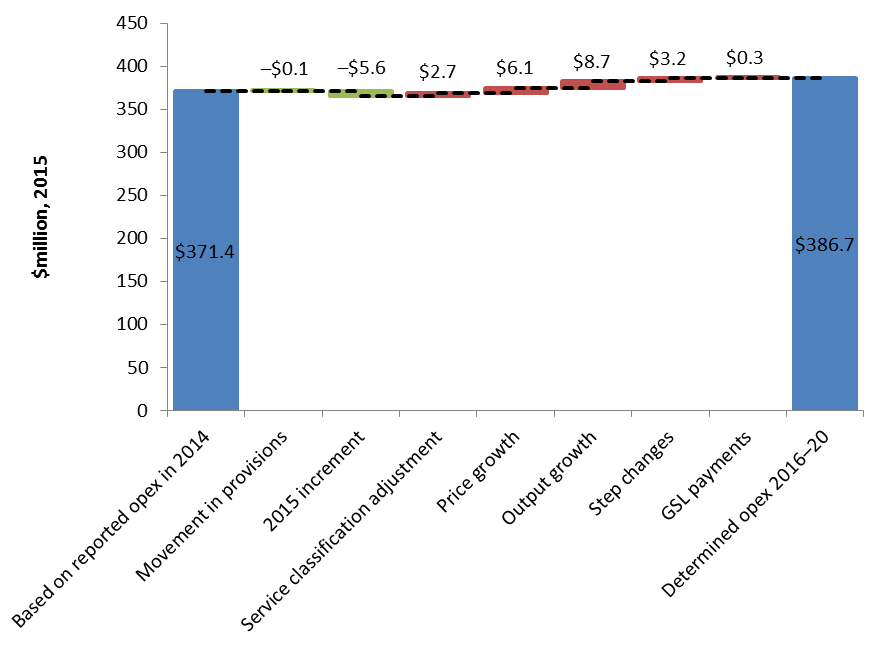 $million, 2015
450
400
350
300
250
200
150
100
50
0
$371.4
–$0.1
–$5.6
$2.7
$6.1
$8.7
$3.2
$0.3
$386.7
Based on reported opex in 2014
Movement in provisions
2015 increment
Service classification adjustment
Price growth
Output growth
Step changes
GSL payments
Determined opex 2016–20